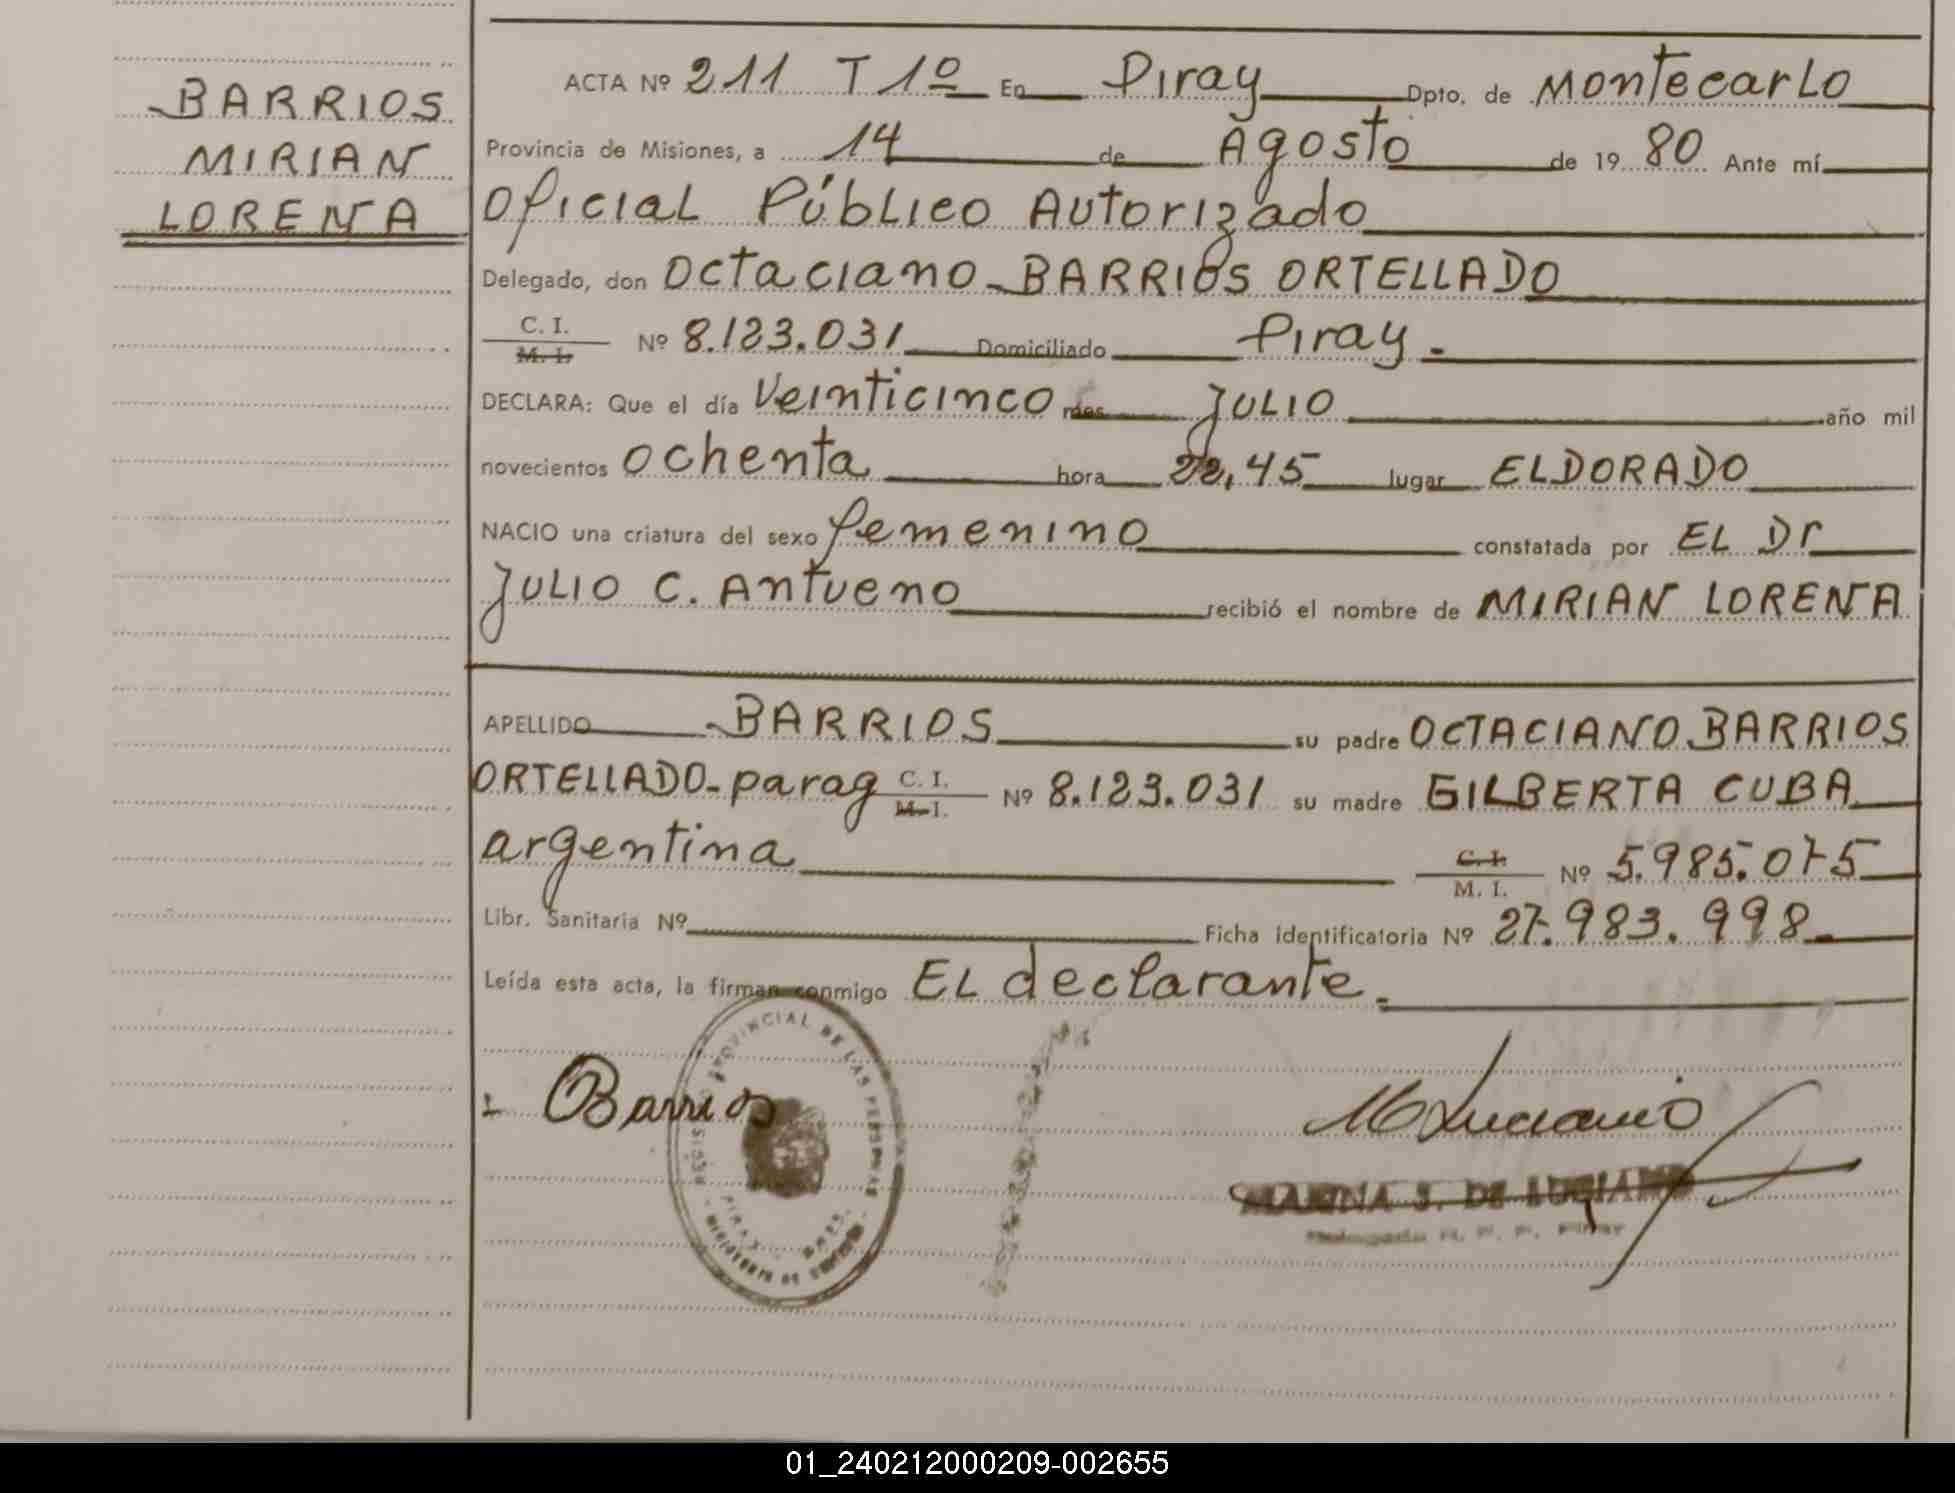 BARRIOS
MIRIAN
LORENA
ACTA Nº 211 T 1º En Piray Dpto. de Montecarlo
Provincia de Misiones, a 14 de Agosto de 1980 Ante mí
Oficial Público Autorizado
Delegado, don Octaciano BARRIOS ORTELLADO
C. I.
M. I. Nº 8.123.031 Domiciliado Piray.
DECLARA: Que el día Veinticinco mes Julio año mil
novecientos Ochenta hora 22,45 lugar ELDORADO
NACIO una criatura del sexo femenino constatada por EL Dr
Julio C. Antueno recibió el nombre de MIRIAN LORENA
APELLIDO BARRIOS su padre OCTACIANO BARRIOS
ORTELLADO- parag C. I.
M. I. Nº 8.123.031 su madre GILBERTA CUBA
argentina C. I.
M. I. Nº 5.985.075
Libr. Sanitaria Nº Ficha identificatoria Nº 27.983.998
Leída esta acta, la firman conmigo EL declarante.
Barrios
PROVINCIAL DE LAS PERSONAS
PIRAY
MLuciano
MARINA J. DE LUCIANO
01_240212000209-002655